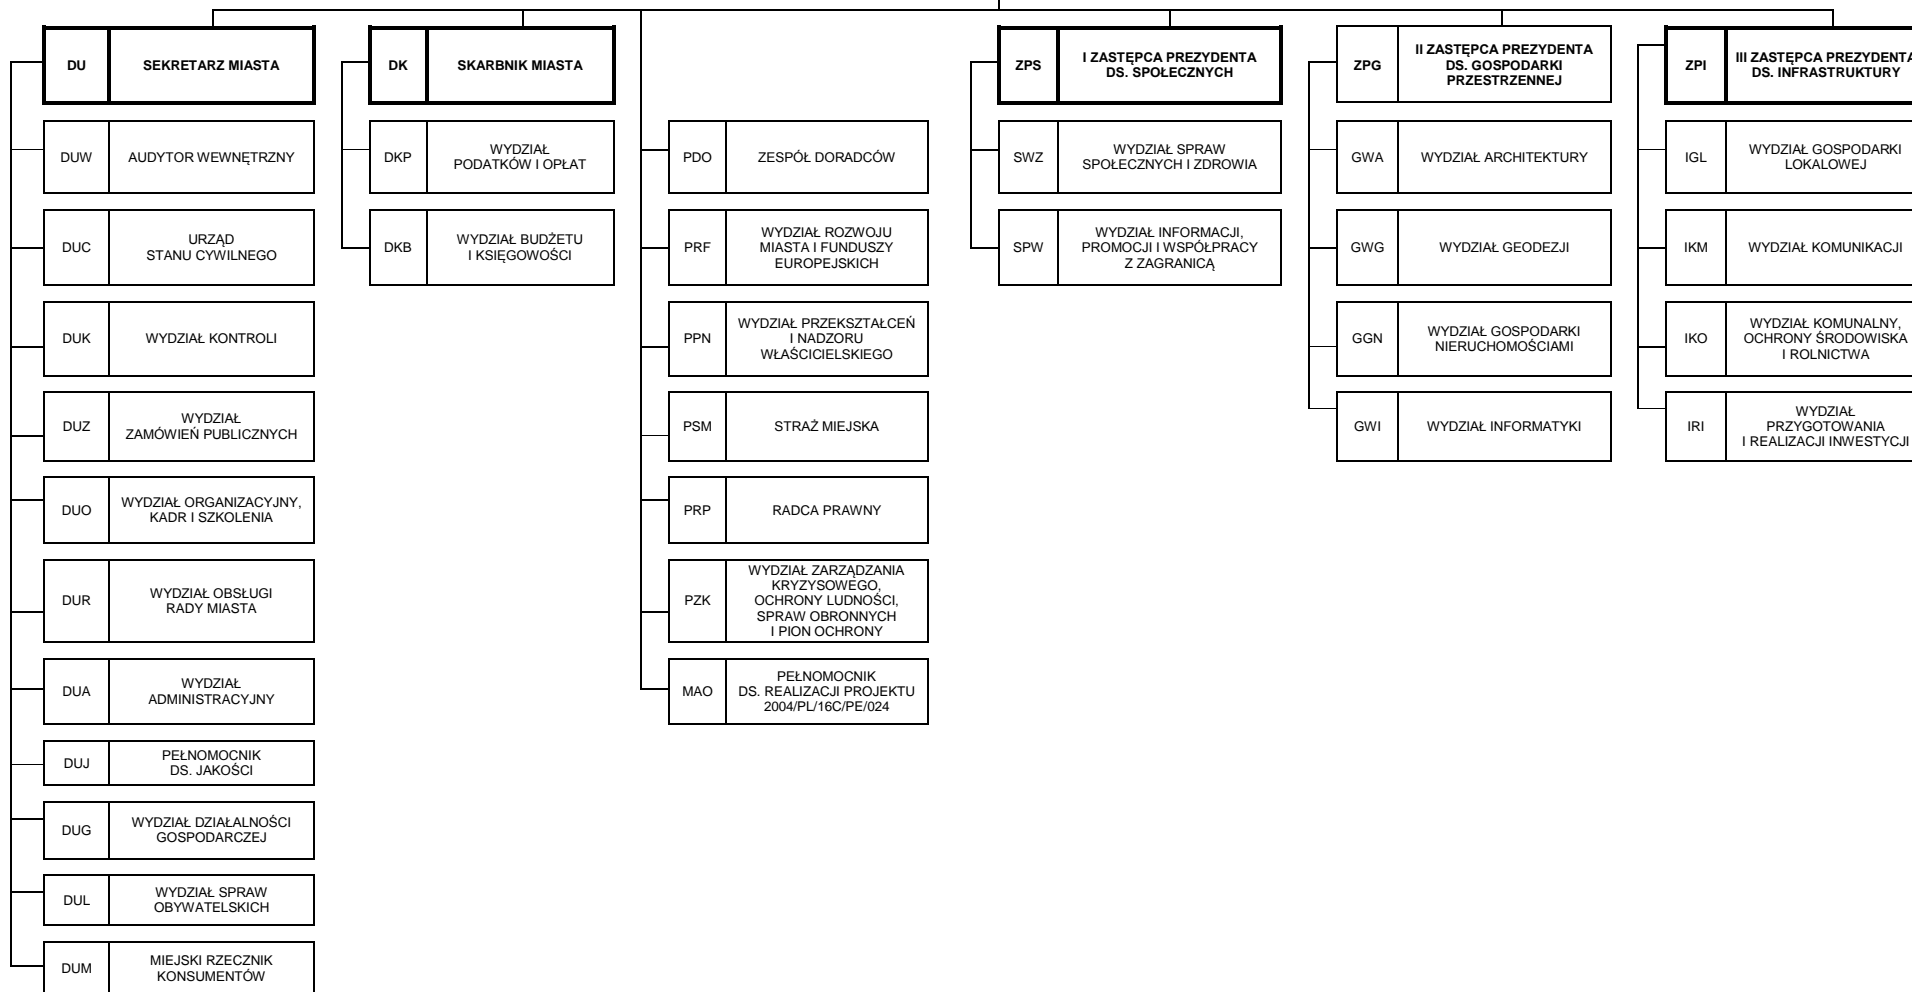 DU
SEKRETARZ MIASTA
DUW
AUDYTOR WEWNĘTRZNY
DUC
URZĄD
STANU CYWILNEGO
DUK
WYDZIAŁ KONTROLI
DUZ
WYDZIAŁ
ZAMÓWIEŃ PUBLICZNYCH
DUO
WYDZIAŁ ORGANIZACYJNY,
KADR I SZKOLENIA
DUR
WYDZIAŁ OBSŁUGI
RADY MIASTA
DUA
WYDZIAŁ
ADMINISTRACYJNY
DUJ
PEŁNOMOCNIK
DS. JAKOŚCI
DUG
WYDZIAŁ DZIAŁALNOŚCI
GOSPODARCZEJ
DUL
WYDZIAŁ SPRAW
OBYWATELSKICH
DUM
MIEJSKI RZECZNIK
KONSUMENTÓW
DK
SKARBNIK MIASTA
DKP
WYDZIAŁ
PODATKÓW I OPŁAT
DKB
WYDZIAŁ BUDŻETU
I KSIĘGOWOŚCI
PDO
ZESPÓŁ DORADCÓW
PRF
WYDZIAŁ ROZWOJU
MIASTA I FUNDUSZY
EUROPEJSKICH
PPN
WYDZIAŁ PRZEKSZTAŁCEŃ
I NADZORU
WŁAŚCICIELSKIEGO
PSM
STRAŻ MIEJSKA
PRP
RADCA PRAWNY
PZK
WYDZIAŁ ZARZĄDZANIA
KRYZYSOWEGO,
OCHRONY LUDNOŚCI,
SPRAW OBRONNYCH
I PION OCHRONY
MAO
PEŁNOMOCNIK
DS. REALIZACJI PROJEKTU
2004/PL/16C/PE/024
ZPS
I ZASTĘPCA PREZYDENTA
DS. SPOŁECZNYCH
SWZ
WYDZIAŁ SPRAW
SPOŁECZNYCH I ZDROWIA
SPW
WYDZIAŁ INFORMACJI,
PROMOCJI I WSPÓŁPRACY
Z ZAGRANICĄ
ZPG
II ZASTĘPCA PREZYDENTA
DS. GOSPODARKI
PRZESTRZENNEJ
GWA
WYDZIAŁ ARCHITEKTURY
GWG
WYDZIAŁ GEODEZJI
GGN
WYDZIAŁ GOSPODARKI
NIERUCHOMOŚCIAMI
GWI
WYDZIAŁ INFORMATYKI
ZPI
III ZASTĘPCA PREZYDENTA
DS. INFRASTRUKTURY
IGL
WYDZIAŁ GOSPODARKI
LOKALOWEJ
IKM
WYDZIAŁ KOMUNIKACJI
IKO
WYDZIAŁ KOMUNALNY,
OCHRONY ŚRODOWISKA
I ROLNICTWA
IRI
WYDZIAŁ
PRZYGOTOWANIA
I REALIZACJI INWESTYCJI